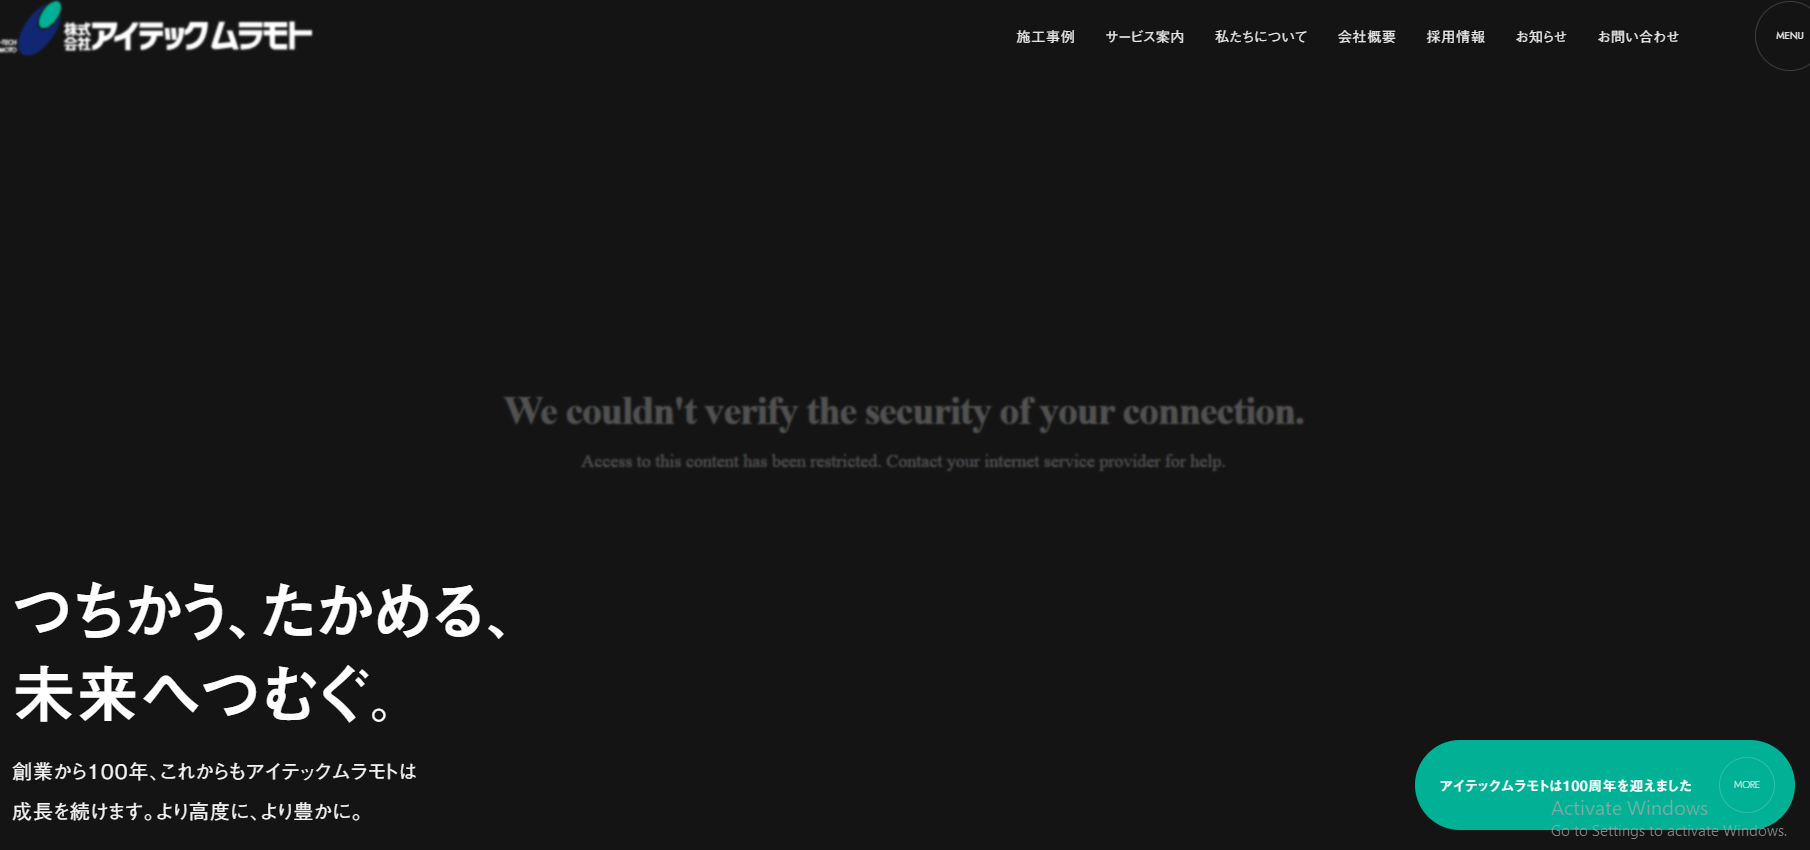 株式会社アイテックムラモト
施工事例
サービス案内
私たちについて
会社概要
採用情報
お知らせ
お問い合わせ
MENU
We couldn't verify the security of your connection.
Access to this content has been restricted. Contact your internet service provider for help.
つちかう、たかめる、
未来へつむぐ。
創業から100年、これからもアイテックムラモトは
成長を続けます。より高度に、より豊かに。
アイテックムラモトは100周年を迎えました
MORE
Activate Windows
Go to Settings to activate Windows.